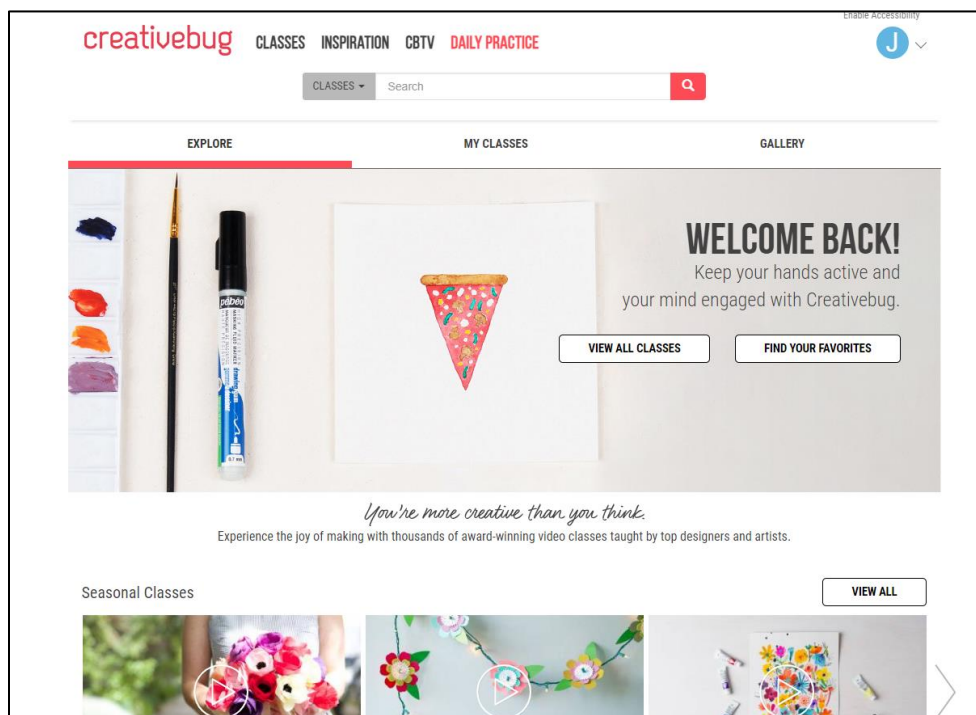 Enable Accessibility
creativebug CLASSES INSPIRATION CBTV DAILY PRACTICE
J
CLASSES Search
EXPLORE MY CLASSES GALLERY
WELCOME BACK!
Keep your hands active and
your mind engaged with Creativebug.
VIEW ALL CLASSES FIND YOUR FAVORITES
pébéo
0.7 mm
You're more creative than you think.
Experience the joy of making with thousands of award-winning video classes taught by top designers and artists.
Seasonal Classes VIEW ALL